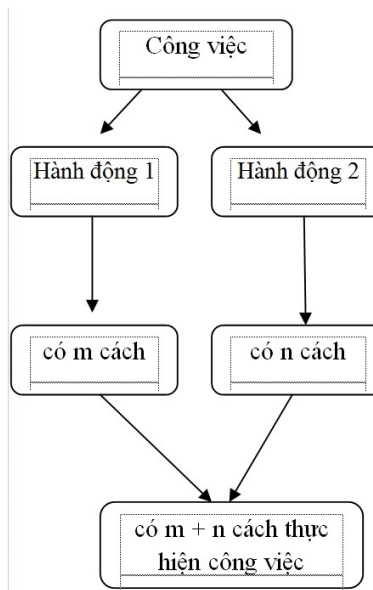 Công việc
Hành động 1
Hành động 2
có m cách
có n cách
có m + n cách thực
hiện công việc